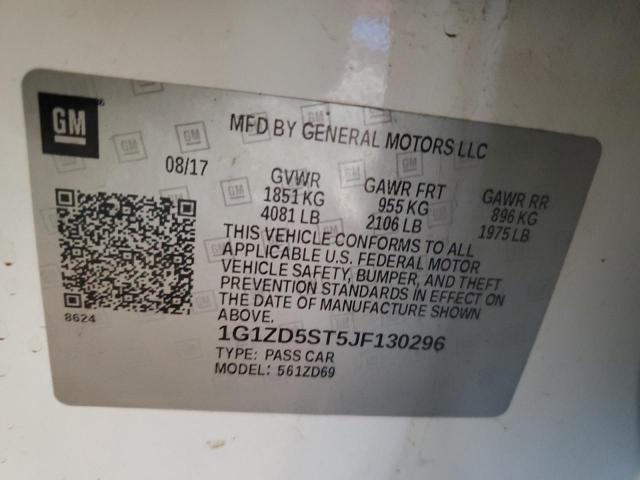 GM
MFD BY GENERAL MOTORS LLC
08/17
GVWR GAWR FRT GAWR RR
1851 KG 955 KG 896 KG
4081 LB 2106 LB 1975 LB
THIS VEHICLE CONFORMS TO ALL
APPLICABLE U.S. FEDERAL MOTOR
VEHICLE SAFETY, BUMPER, AND THEFT
PREVENTION STANDARDS IN EFFECT ON
THE DATE OF MANUFACTURE SHOWN
ABOVE.
8624
1G1ZD5ST5JF130296
TYPE: PASS CAR
MODEL: 561ZD69